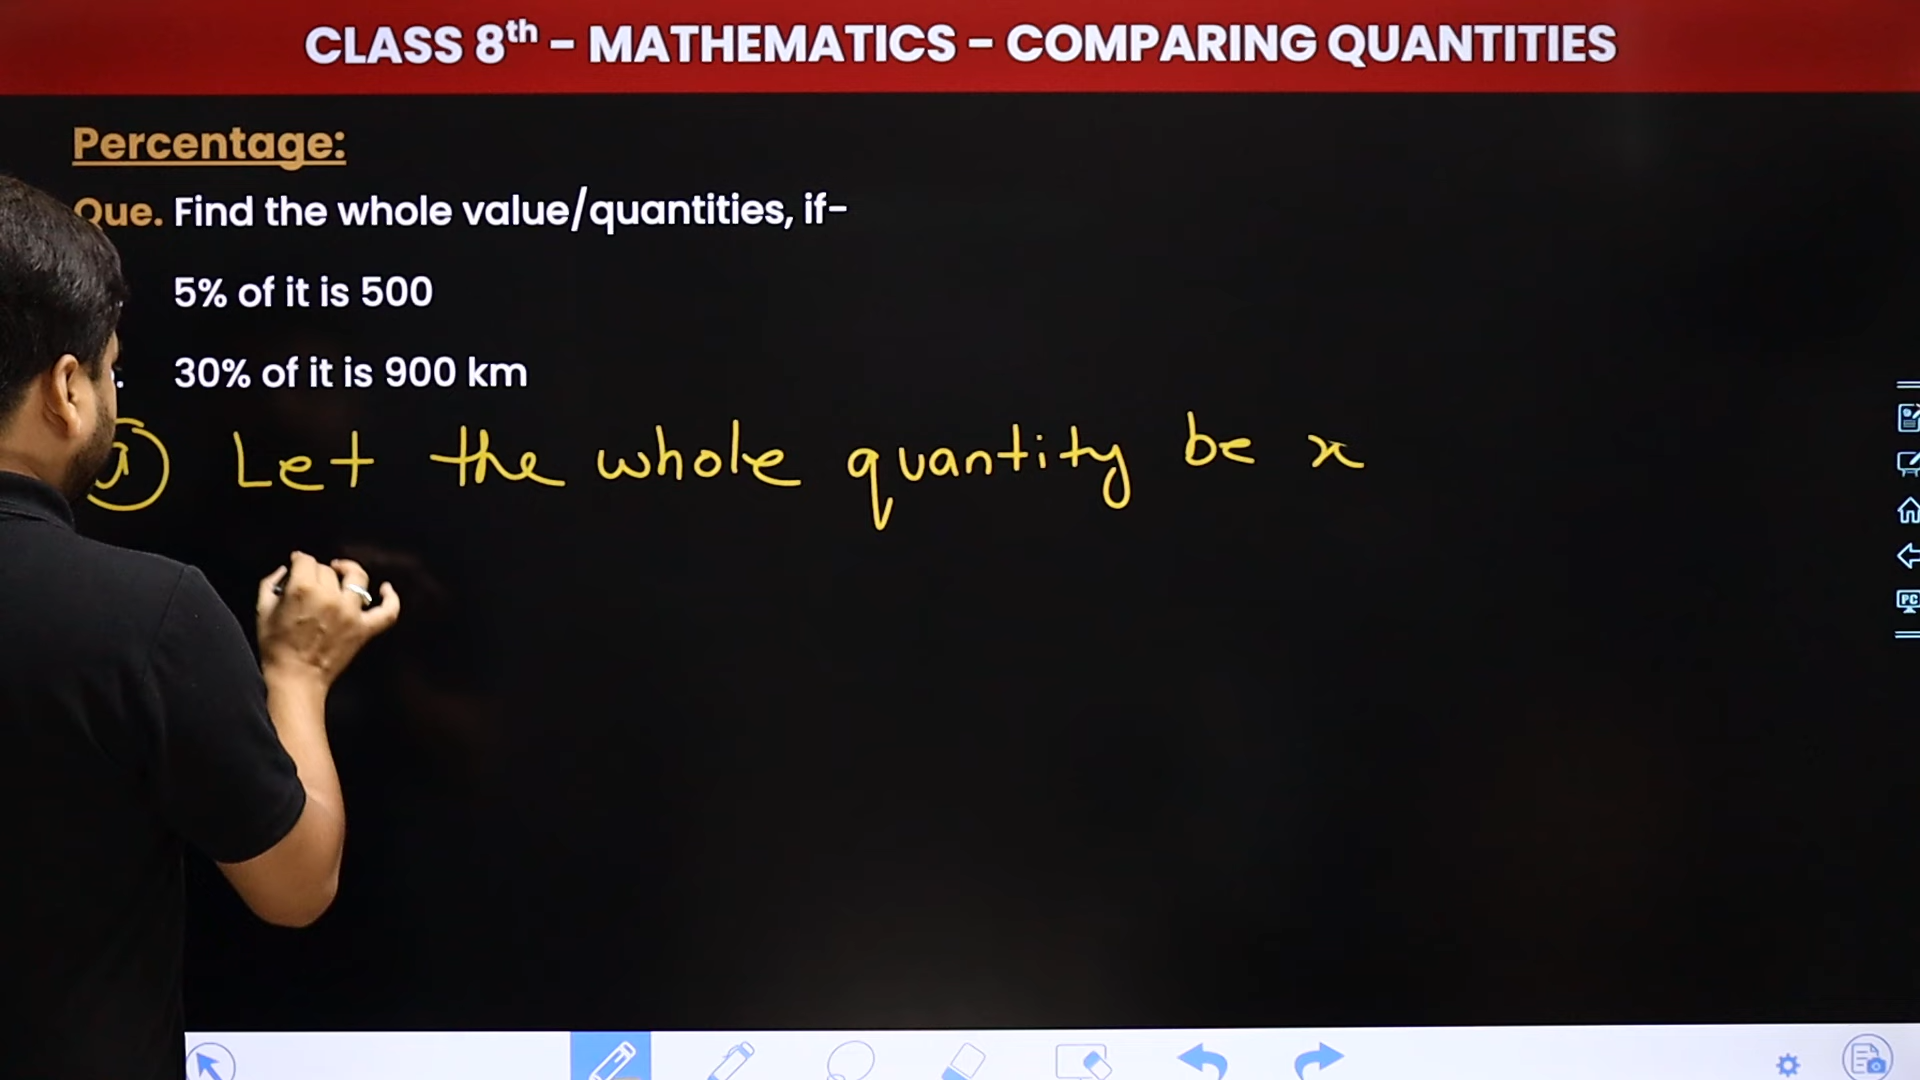 CLASS 8th - MATHEMATICS - COMPARING QUANTITIES
Percentage:
Que. Find the whole value/quantities, if-
5% of it is 500
30% of it is 900 km
a Let the whole quantity be x
PC